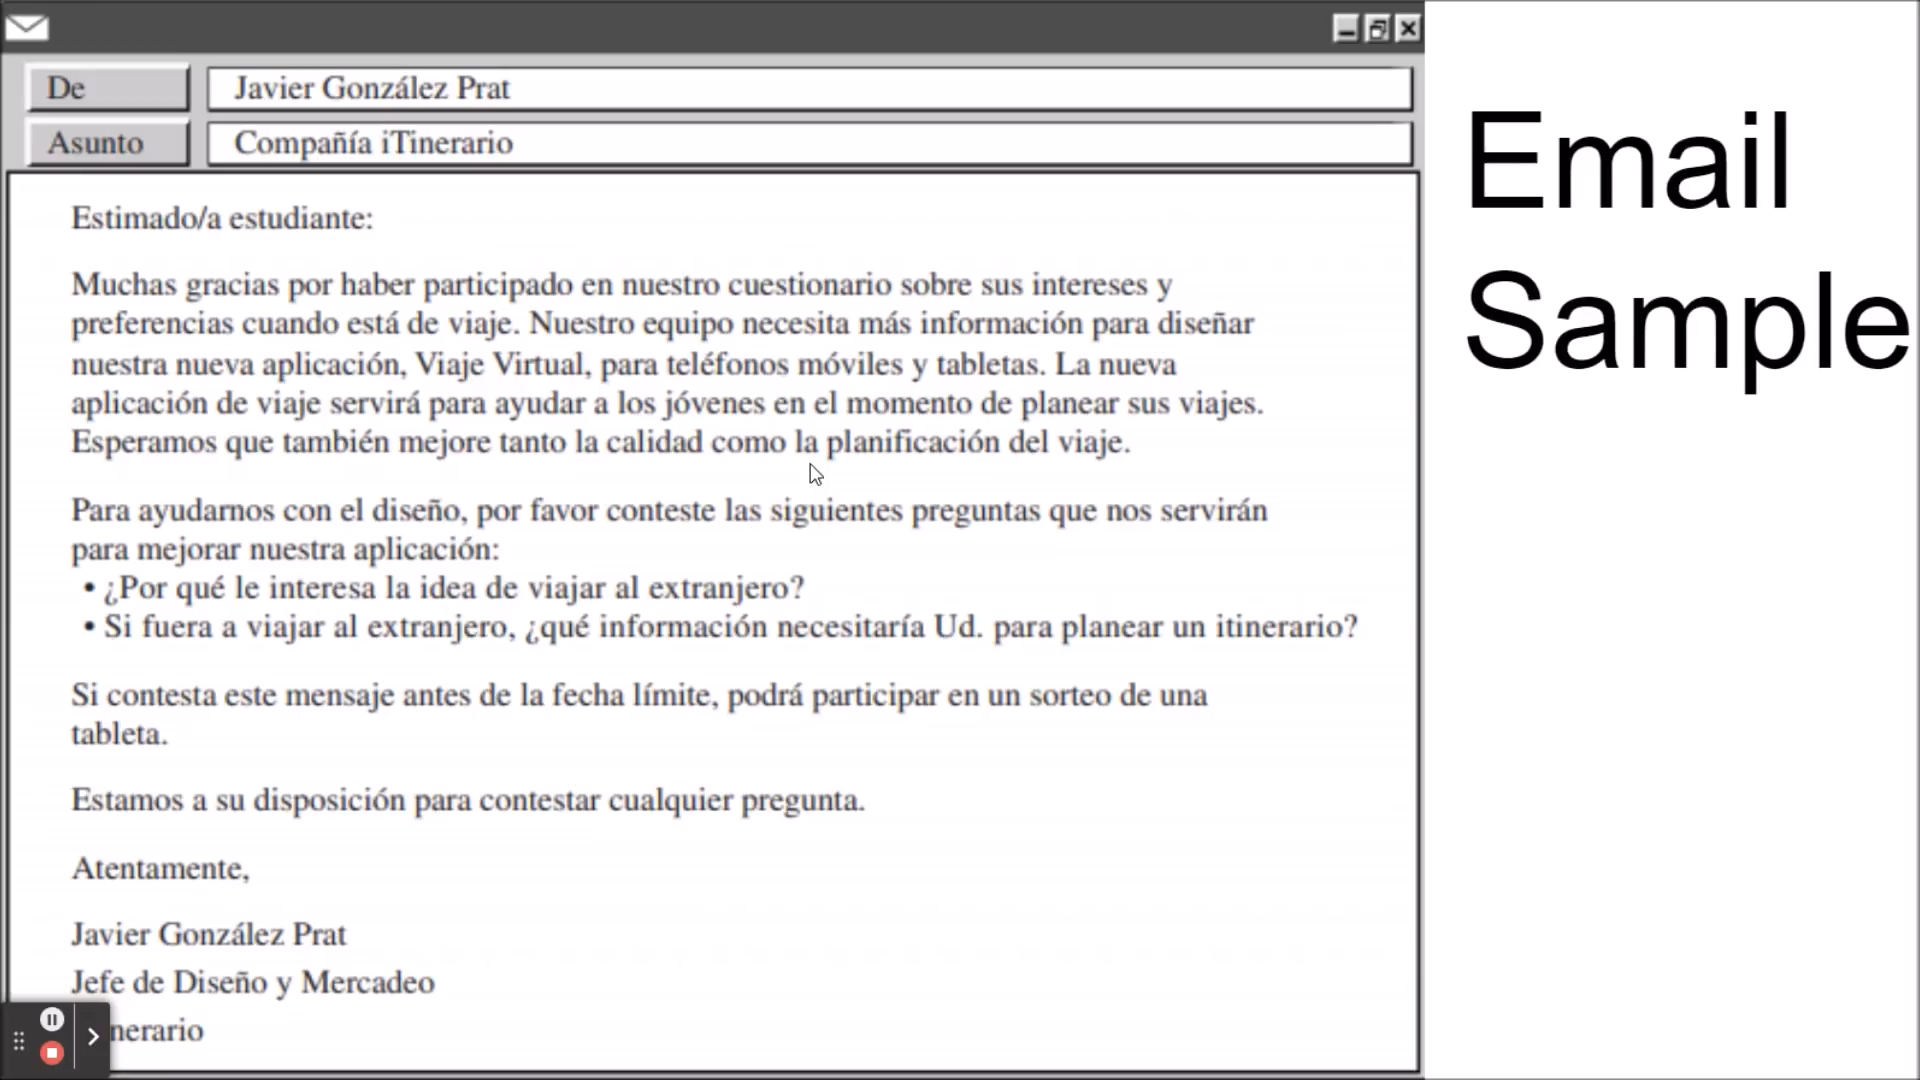 De
Javier González Prat
Asunto
Compañía iTinerario
Estimado/a estudiante:
Muchas gracias por haber participado en nuestro cuestionario sobre sus intereses y
preferencias cuando está de viaje. Nuestro equipo necesita más información para diseñar
nuestra nueva aplicación, Viaje Virtual, para teléfonos móviles y tabletas. La nueva
aplicación de viaje servirá para ayudar a los jóvenes en el momento de planear sus viajes.
Esperamos que también mejore tanto la calidad como la planificación del viaje.
Para ayudarnos con el diseño, por favor conteste las siguientes preguntas que nos servirán
para mejorar nuestra aplicación:
• ¿Por qué le interesa la idea de viajar al extranjero?
• Si fuera a viajar al extranjero, ¿qué información necesitaría Ud. para planear un itinerario?
Si contesta este mensaje antes de la fecha límite, podrá participar en un sorteo de una
tableta.
Estamos a su disposición para contestar cualquier pregunta.
Atentamente,
Javier González Prat
Jefe de Diseño y Mercadeo
nerario
Email
Sample